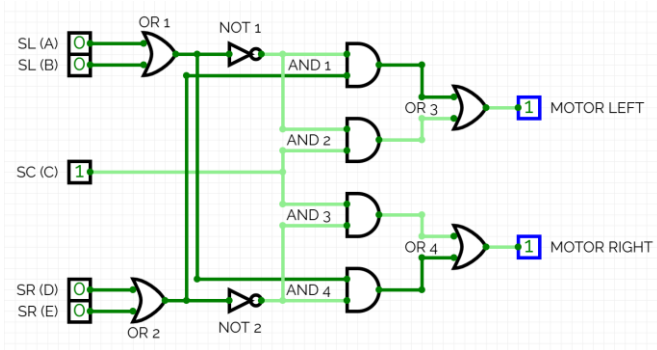 OR 1
NOT 1
SL (A) 0
SL (B) 0
AND 1
OR 3
1 MOTOR LEFT
AND 2
SC (C) 1
AND 3
OR 4
1 MOTOR RIGHT
SR (D) 0
SR (E) 0
AND 4
OR 2
NOT 2